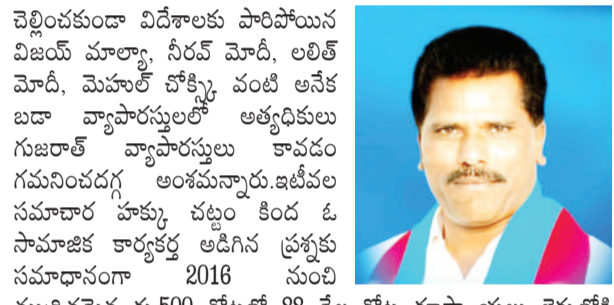 చెల్లించకుండా విదేశాలకు పారిపోయిన
విజయ్ మాల్యా, నీరవ్ మోదీ, లలిత్
మోదీ, మెహుల్ చోక్స్కి వంటి అనేక
బడా వ్యాపారస్తులలో అత్యధికులు
గుజరాత్ వ్యాపారస్తులు కావడం
గమనించదగ్గ అంశమన్నారు.ఇటీవల
సమాచార హక్కు చట్టం కింద ఓ
సామాజిక కార్యకర్త అడిగిన ప్రశ్నకు
సమాధానంగా 2016 నుంచి